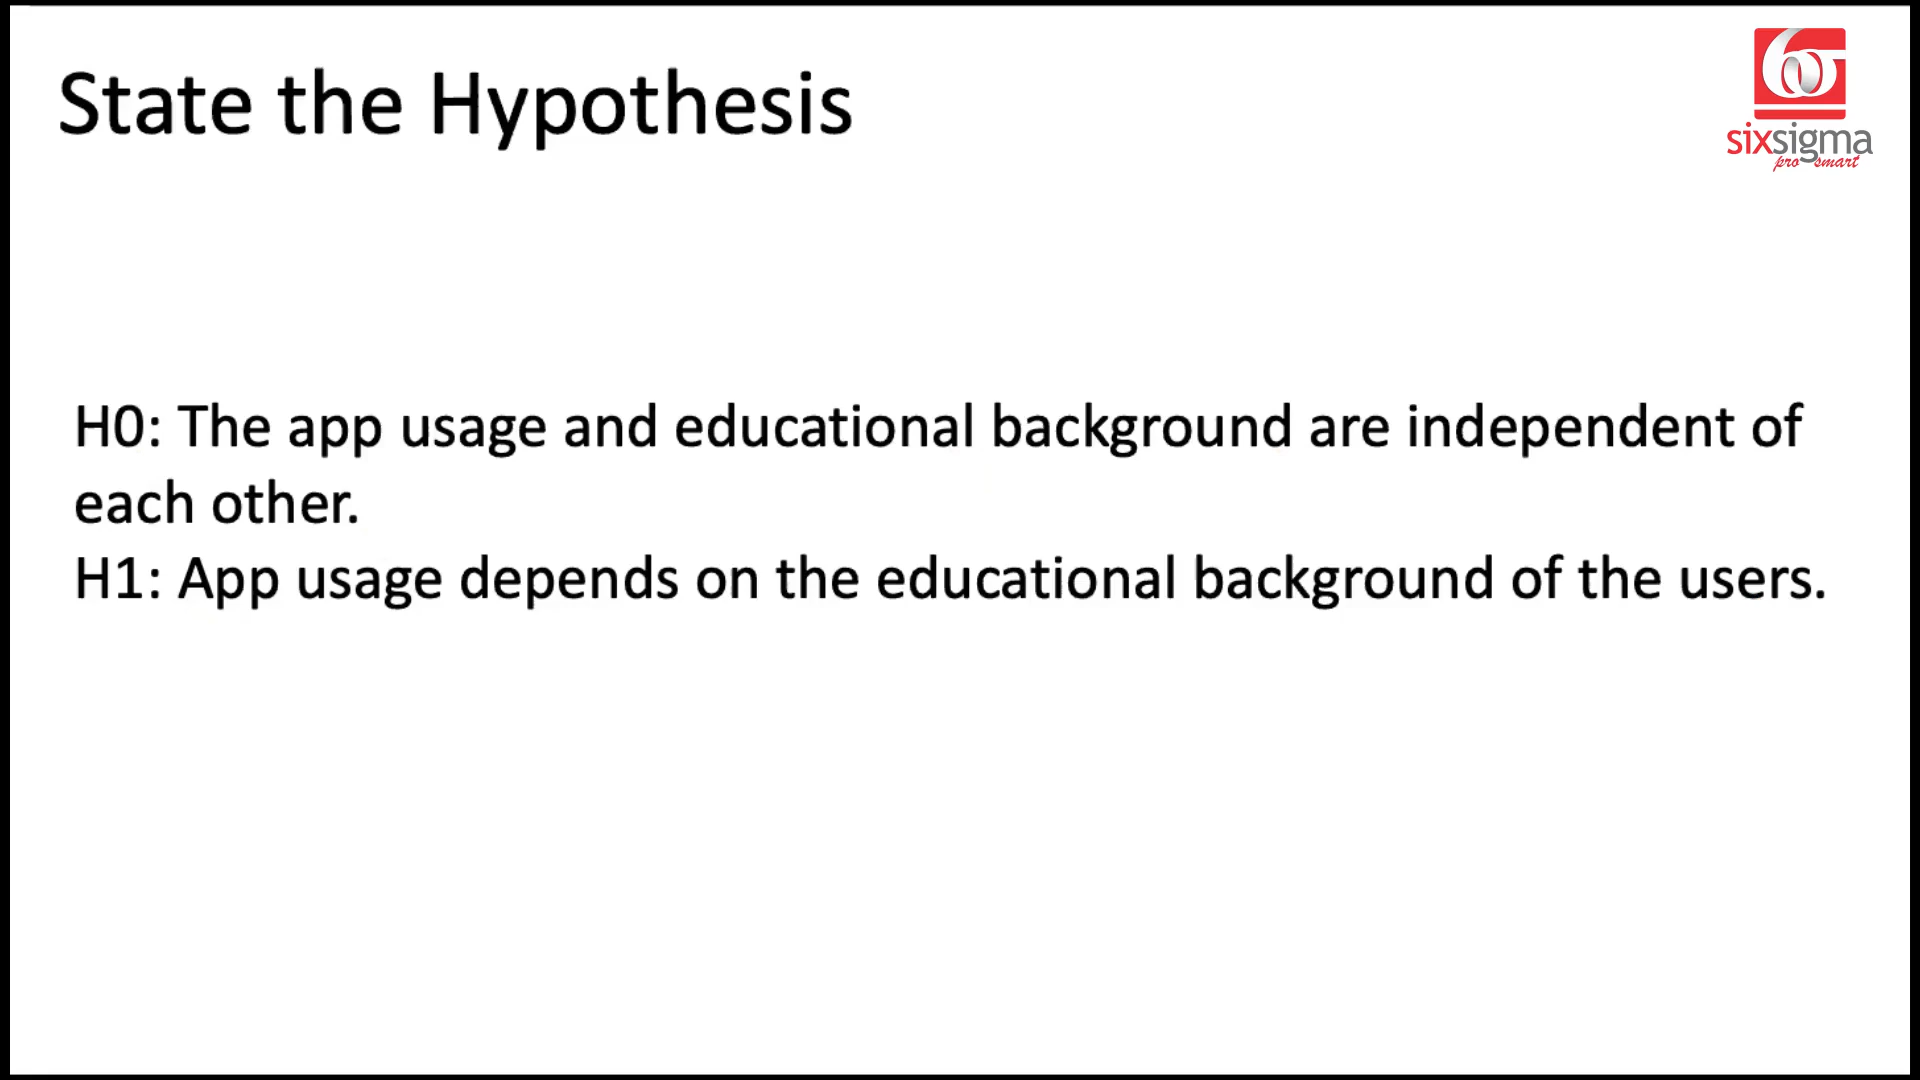 State the Hypothesis
sixsigma
pro smart
H0: The app usage and educational background are independent of
each other.
H1: App usage depends on the educational background of the users.